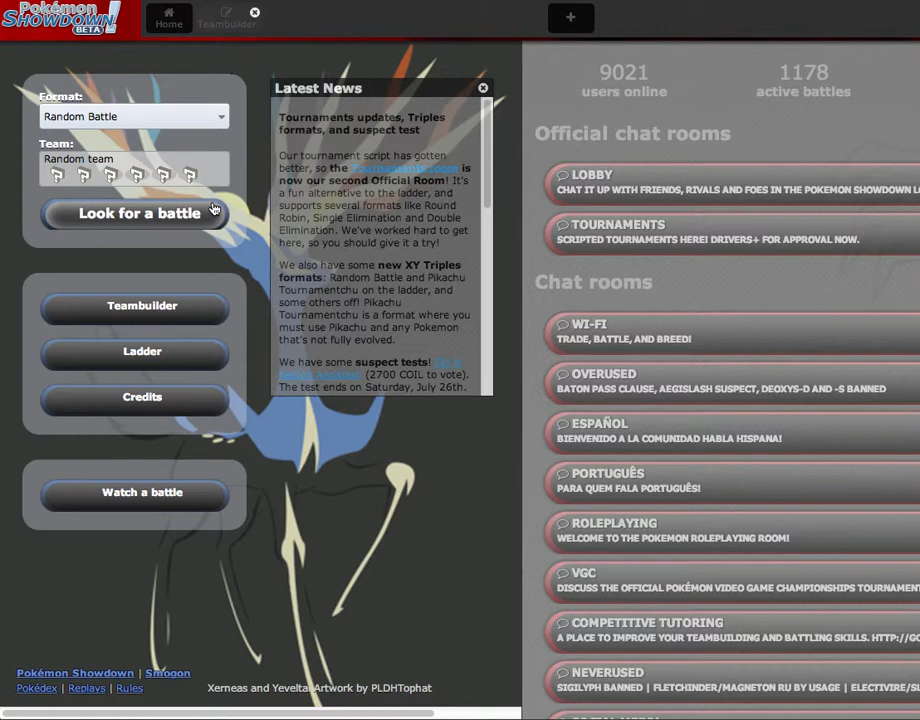 Pokémon
SHOWDOWN!
BETA
Home
Teambuilder
+
Format:
Random Battle
Team:
Random team
Look for a battle
Teambuilder
Ladder
Credits
Watch a battle
Latest News
Tournaments updates, Triples
formats, and suspect test
Our tournament script has gotten
better, so the Tournaments room is
now our second Official Room! It's
a fun alternative to the ladder, and
supports several formats like Round
Robin, Single Elimination and Double
Elimination. We've worked hard to get
here, so you should give it a try!
We also have some new XY Triples
formats: Random Battle and Pikachu
Tournamentchu on the ladder, and
some others off! Pikachu
Tournamentchu is a format where you
must use Pikachu and any Pokemon
that's not fully evolved.
We have some suspect tests!
(2700 COIL to vote).
The test ends on Saturday, July 26th.
9021
users online
1178
active battles
Official chat rooms
LOBBY
CHAT IT UP WITH FRIENDS, RIVALS AND FOES IN THE POKEMON SHOWDOWN
TOURNAMENTS
SCRIPTED TOURNAMENTS HERE! DRIVERS+ FOR APPROVAL NOW.
Chat rooms
WI-FI
TRADE, BATTLE, AND BREED!
OVERUSED
BATON PASS CLAUSE, AEGISLASH SUSPECT, DEOXYS-D AND -S BANNED
ESPAÑOL
BIENVENIDO A LA COMUNIDAD HABLA HISPANA!
PORTUGUÊS
PARA QUEM FALA PORTUGUÊS!
ROLEPLAYING
WELCOME TO THE POKEMON ROLEPLAYING ROOM!
VGC
DISCUSS THE OFFICIAL POKÉMON VIDEO GAME CHAMPIONSHIPS TOURNAMENT
COMPETITIVE TUTORING
A PLACE TO IMPROVE YOUR TEAMBUILDING AND BATTLING SKILLS. HTTP://GO
NEVERUSED
SIGILYPH BANNED | FLETCHINDER/MAGNETON RU BY USAGE | ELECTIVIRE/SL
Pokémon Showdown | Smogon
Pokédex | Replays | Rules
Xerneas and Yveltal Artwork by PLDHTophat